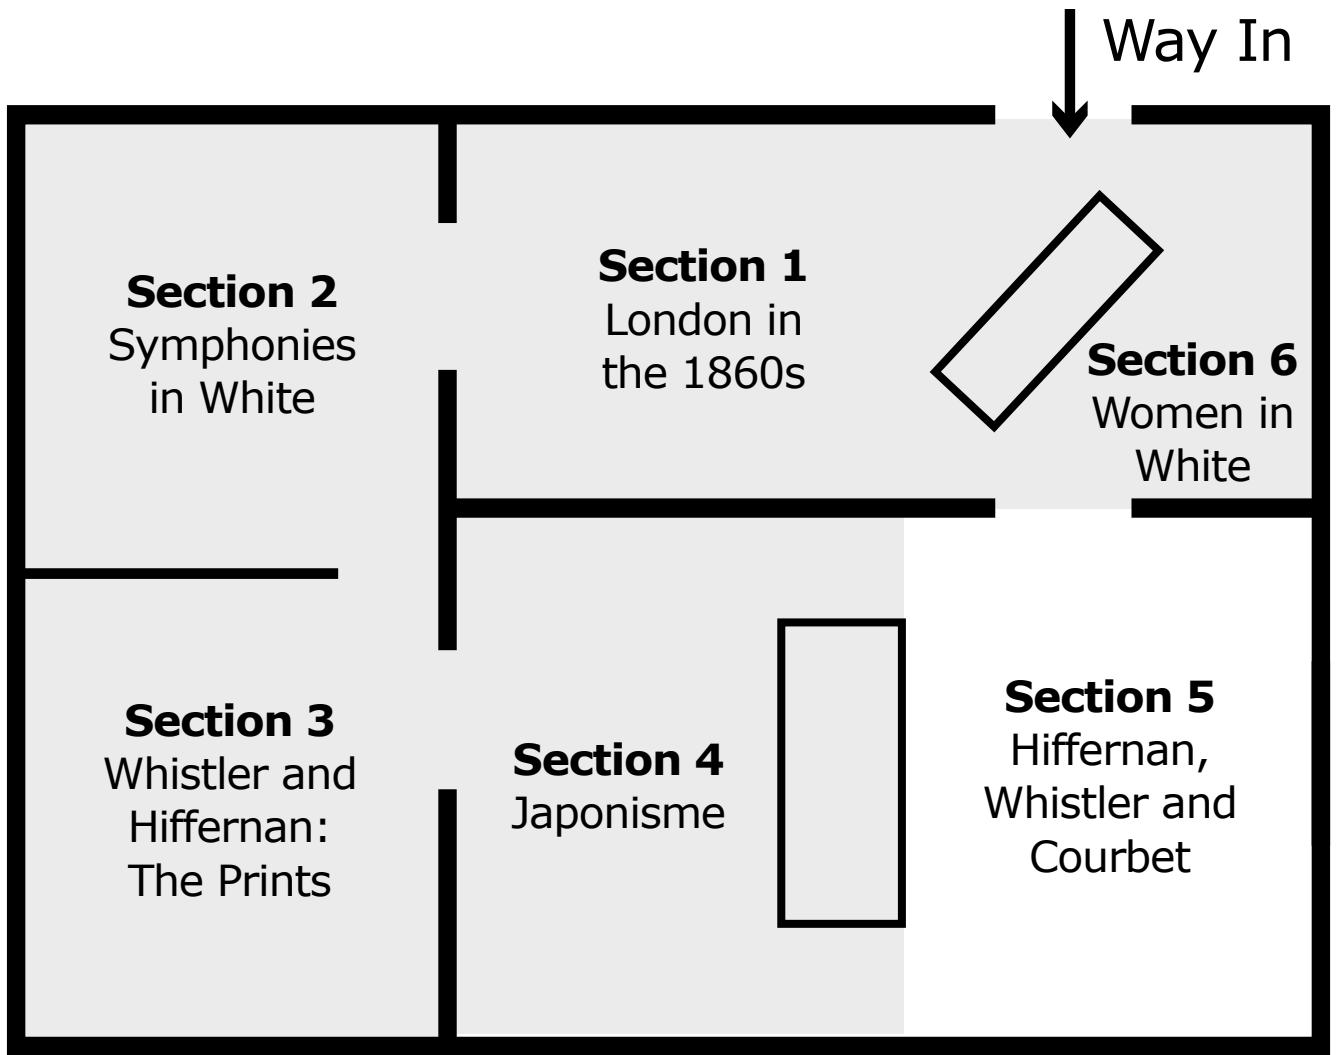 Way In
Section 1
London in
the 1860s
Section 2
Symphonies
in White
Section 3
Whistler and
Hiffernan:
The Prints
Section 4
Japonisme
Section 5
Hiffernan,
Whistler and
Courbet
Section 6
Women in
White